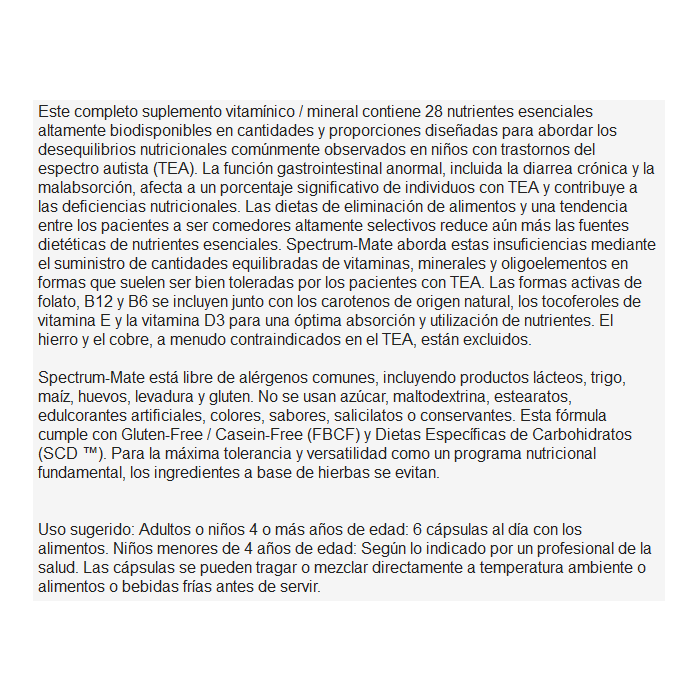 Este completo suplemento vitamínico / mineral contiene 28 nutrientes esenciales
altamente biodisponibles en cantidades y proporciones diseñadas para abordar los
desequilibrios nutricionales comúnmente observados en niños con trastornos del
espectro autista (TEA). La función gastrointestinal anormal, incluida la diarrea crónica y la
malabsorción, afecta a un porcentaje significativo de individuos con TEA y contribuye a
las deficiencias nutricionales. Las dietas de eliminación de alimentos y una tendencia
entre los pacientes a ser comedores altamente selectivos reduce aún más las fuentes
dietéticas de nutrientes esenciales. Spectrum-Mate aborda estas insuficiencias mediante
el suministro de cantidades equilibradas de vitaminas, minerales y oligoelementos en
formas que suelen ser bien toleradas por los pacientes con TEA. Las formas activas de
folato, B12 y B6 se incluyen junto con los carotenos de origen natural, los tocoferoles de
vitamina E y la vitamina D3 para una óptima absorción y utilización de nutrientes. El
hierro y el cobre, a menudo contraindicados en el TEA, están excluidos.
Spectrum-Mate está libre de alérgenos comunes, incluyendo productos lácteos, trigo,
maíz, huevos, levadura y gluten. No se usan azúcar, maltodextrina, estearatos,
edulcorantes artificiales, colores, sabores, salicilatos o conservantes. Esta fórmula
cumple con Gluten-Free / Casein-Free (FBCF) y Dietas Específicas de Carbohidratos
(SCD ™). Para la máxima tolerancia y versatilidad como un programa nutricional
fundamental, los ingredientes a base de hierbas se evitan.
Uso sugerido: Adultos o niños 4 o más años de edad: 6 cápsulas al día con los
alimentos. Niños menores de 4 años de edad: Según lo indicado por un profesional de la
salud. Las cápsulas se pueden tragar o mezclar directamente a temperatura ambiente o
alimentos o bebidas frías antes de servir.